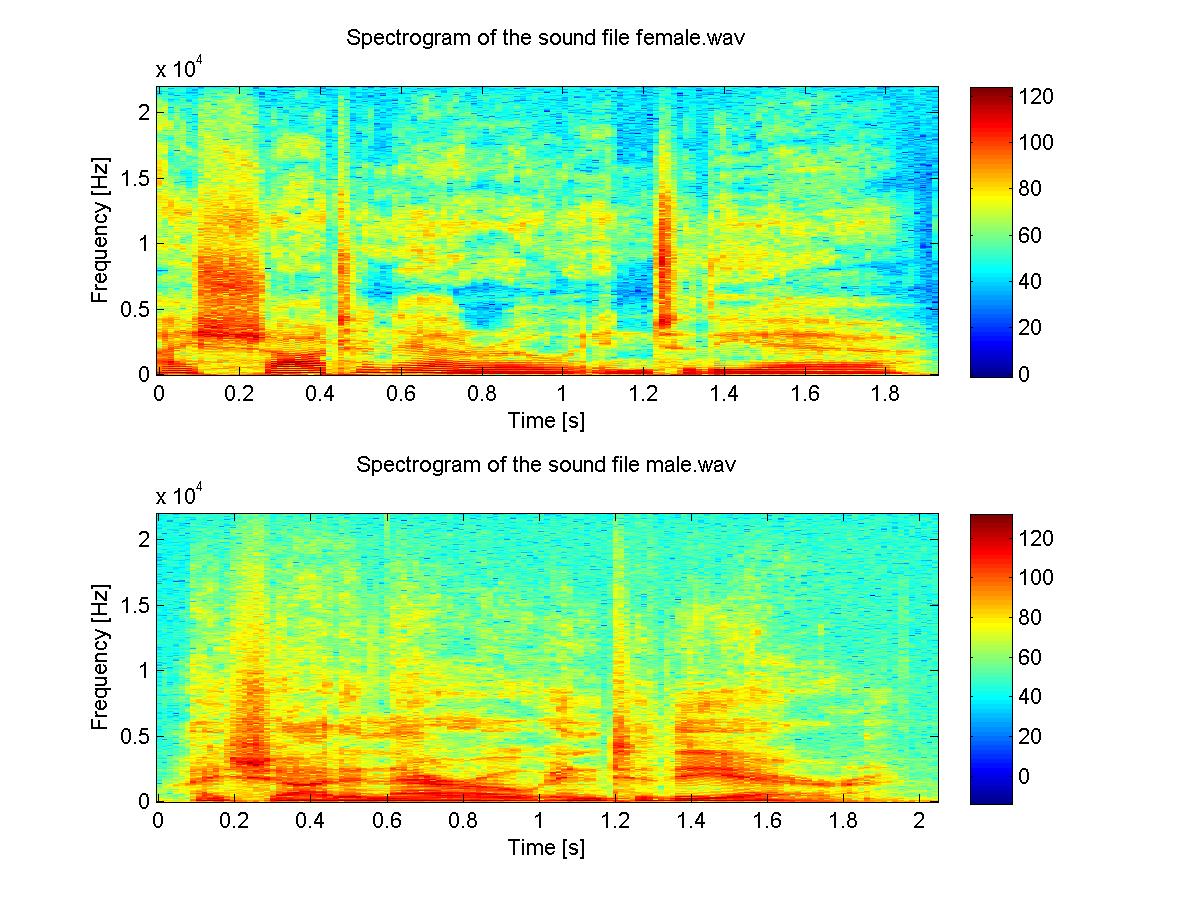 Spectrogram of the sound file female.wav
x 10^4
2
1.5
1
0.5
0
Frequency [Hz]
0 0.2 0.4 0.6 0.8 1 1.2 1.4 1.6 1.8
Time [s]
120
100
80
60
40
20
0
Spectrogram of the sound file male.wav
x 10^4
2
1.5
1
0.5
0
Frequency [Hz]
0 0.2 0.4 0.6 0.8 1 1.2 1.4 1.6 1.8 2
Time [s]
120
100
80
60
40
20
0